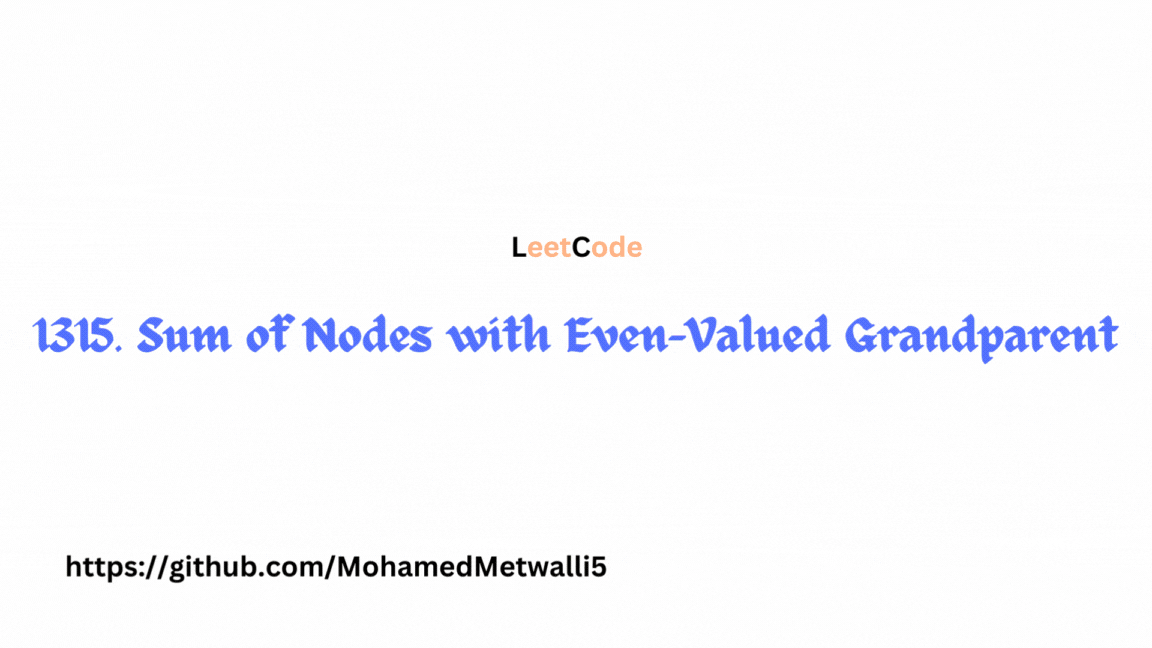 LeetCode
1315. Sum of Nodes with Even-Valued Grandparent
https://github.com/MohamedMetwalli5